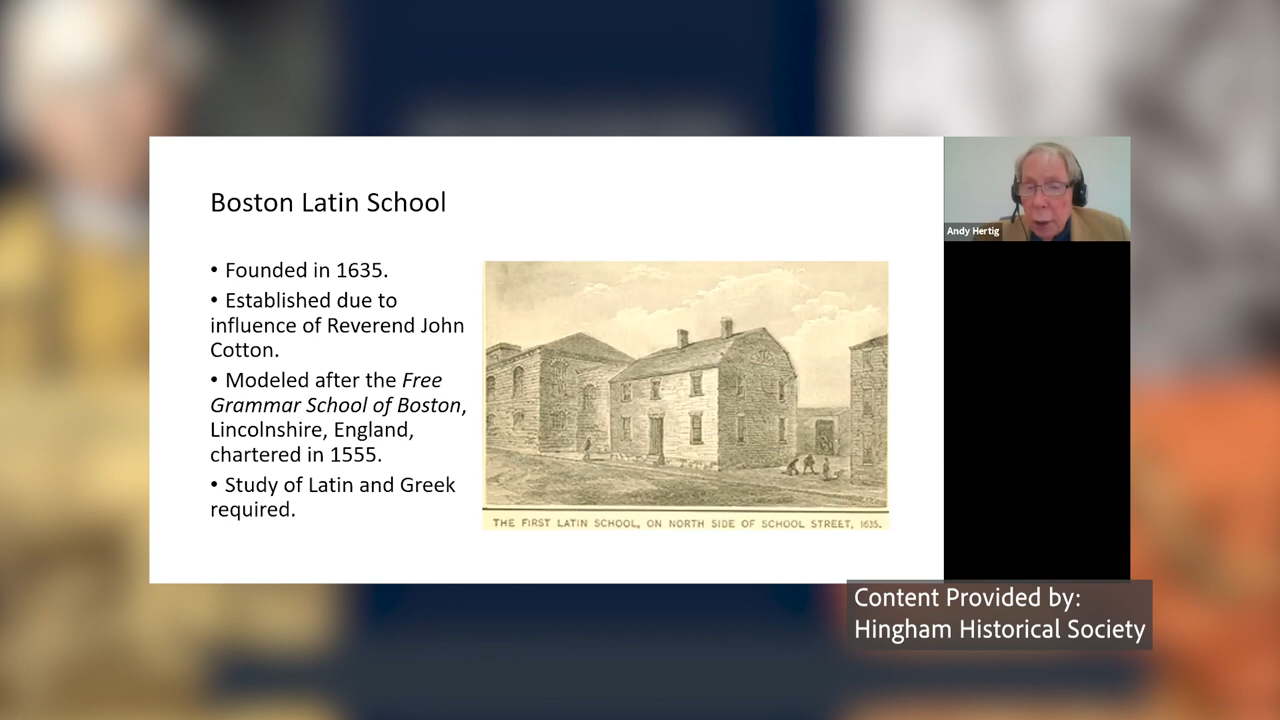 Boston Latin School
• Founded in 1635.
• Established due to
influence of Reverend John
Cotton.
• Modeled after the Free
Grammar School of Boston,
Lincolnshire, England,
chartered in 1555.
• Study of Latin and Greek
required.
THE FIRST LATIN SCHOOL, ON NORTH SIDE OF SCHOOL STREET, 1635.
Andy Hertig
Content Provided by:
Hingham Historical Society